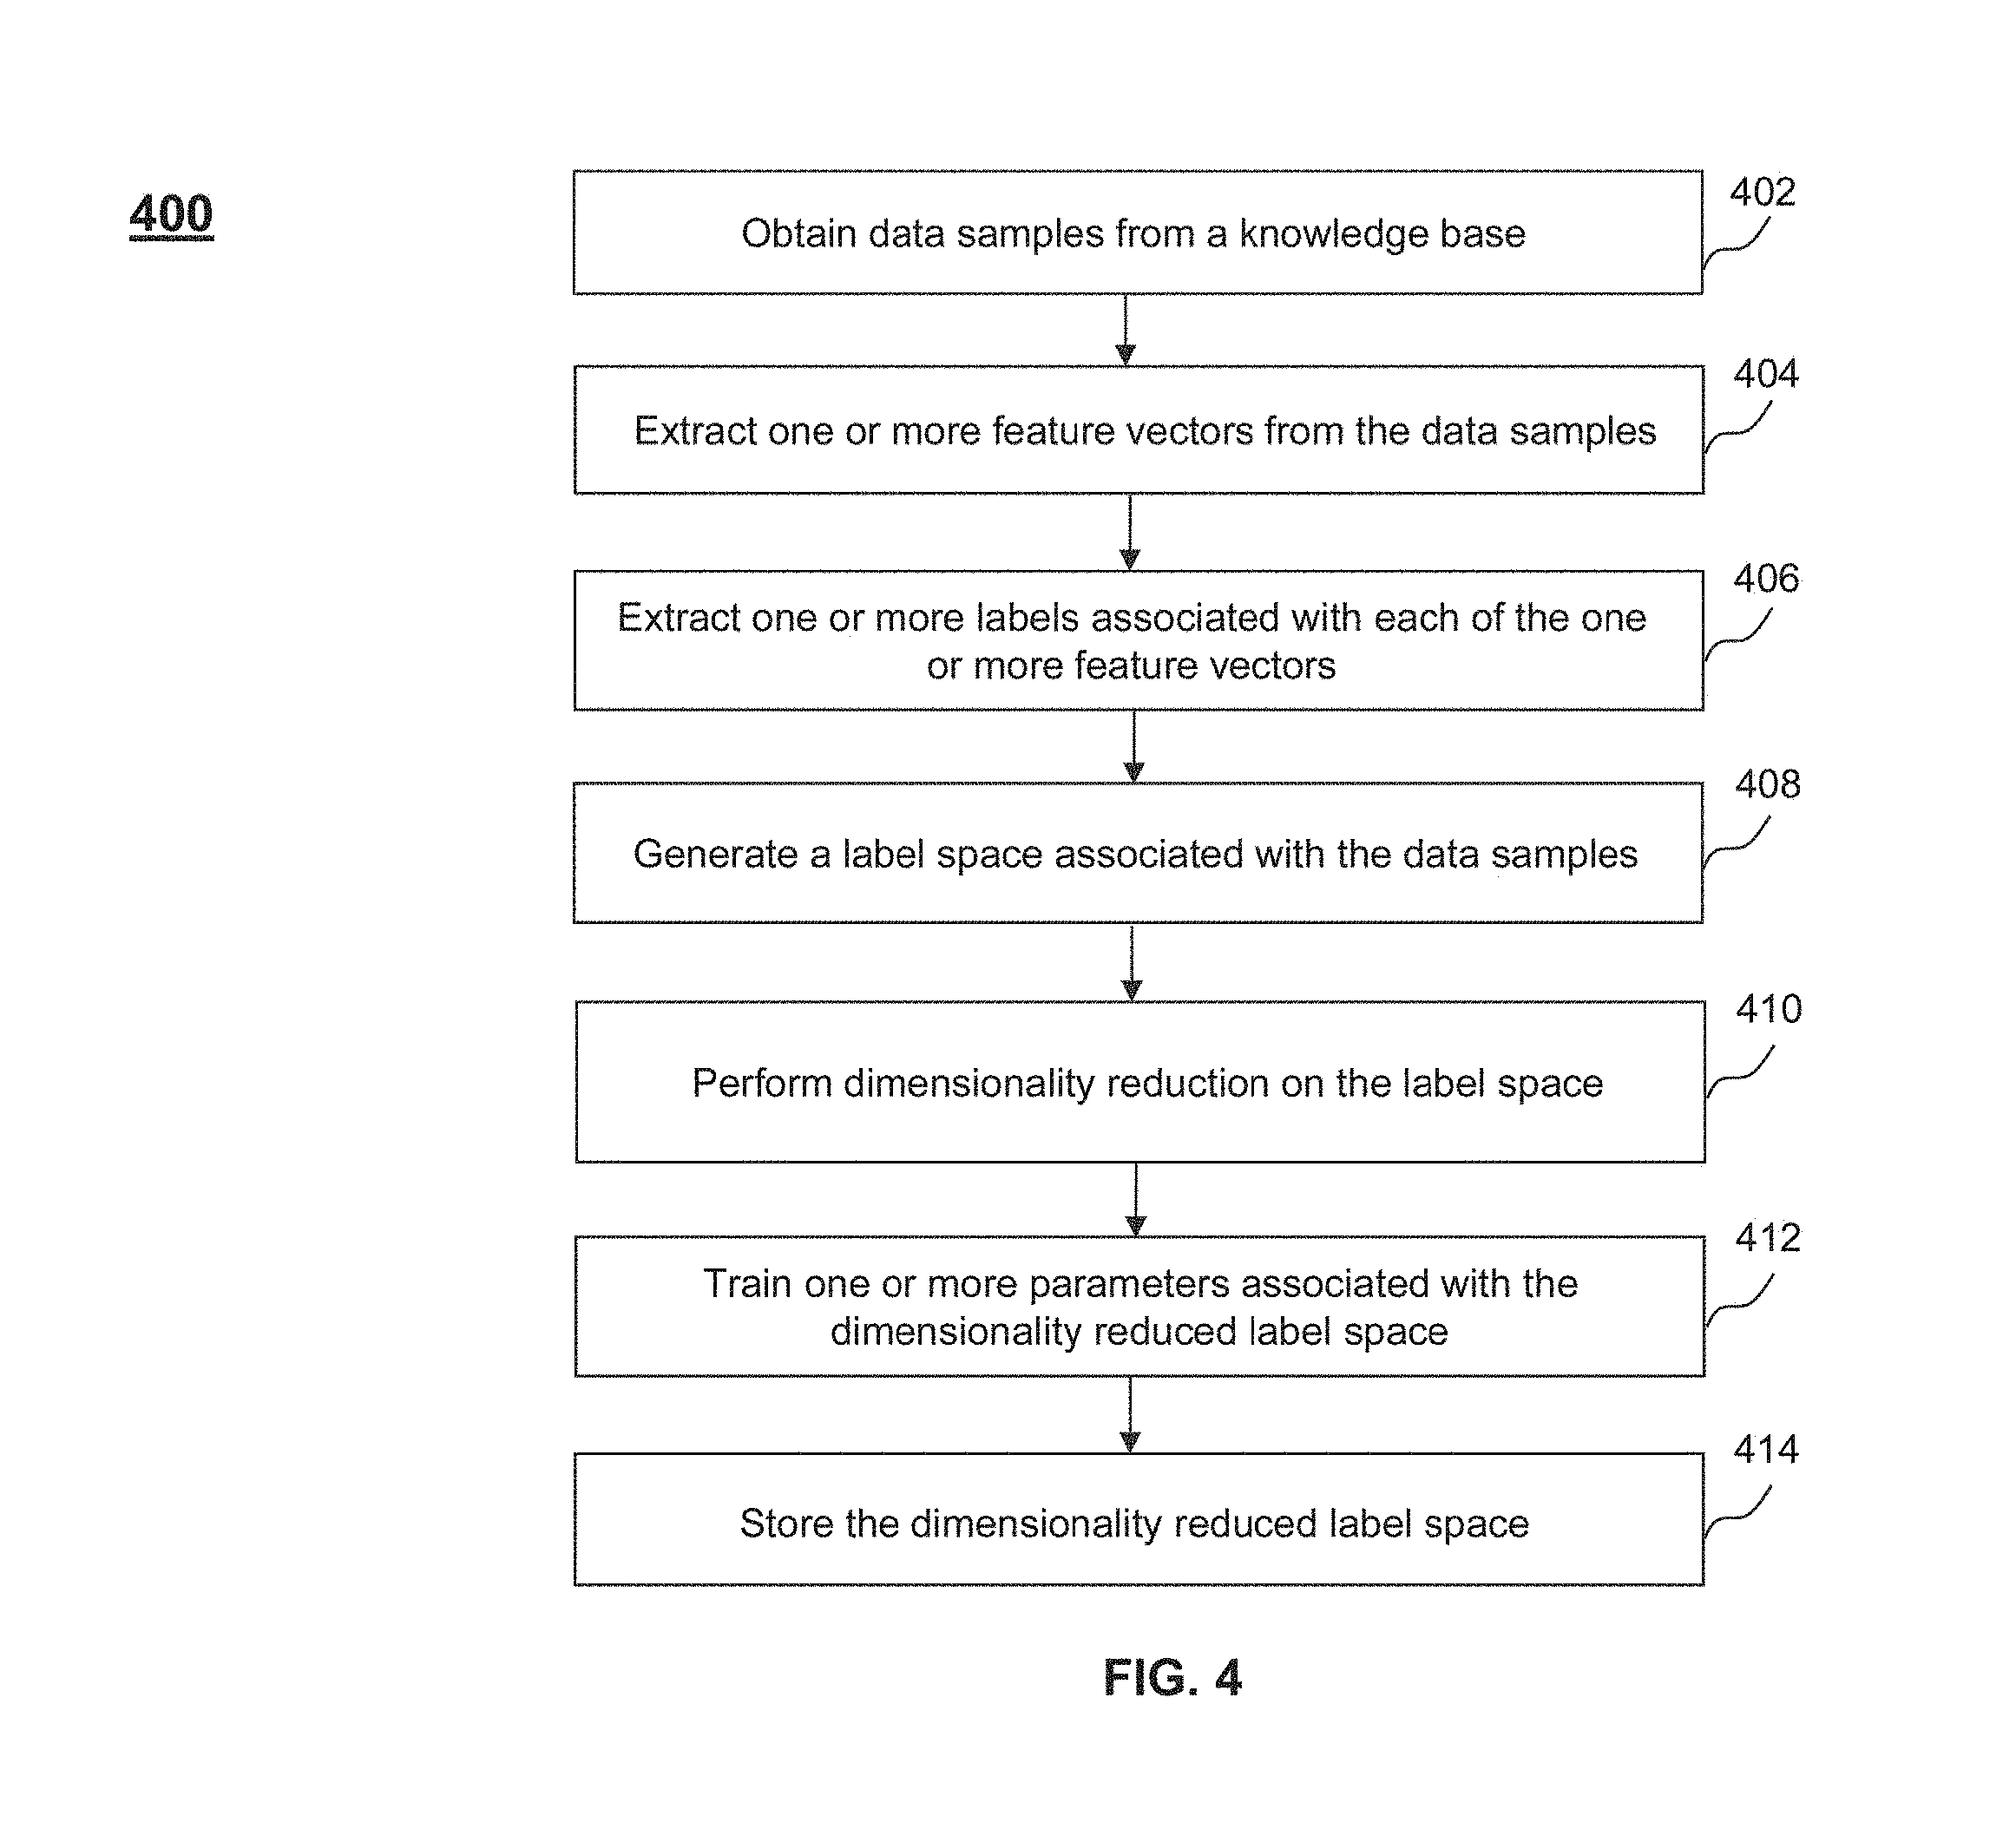 400
402
Obtain data samples from a knowledge base
404
Extract one or more feature vectors from the data samples
406
Extract one or more labels associated with each of the one
or more feature vectors
408
Generate a label space associated with the data samples
410
Perform dimensionality reduction on the label space
412
Train one or more parameters associated with the
dimensionality reduced label space
414
Store the dimensionality reduced label space
FIG. 4